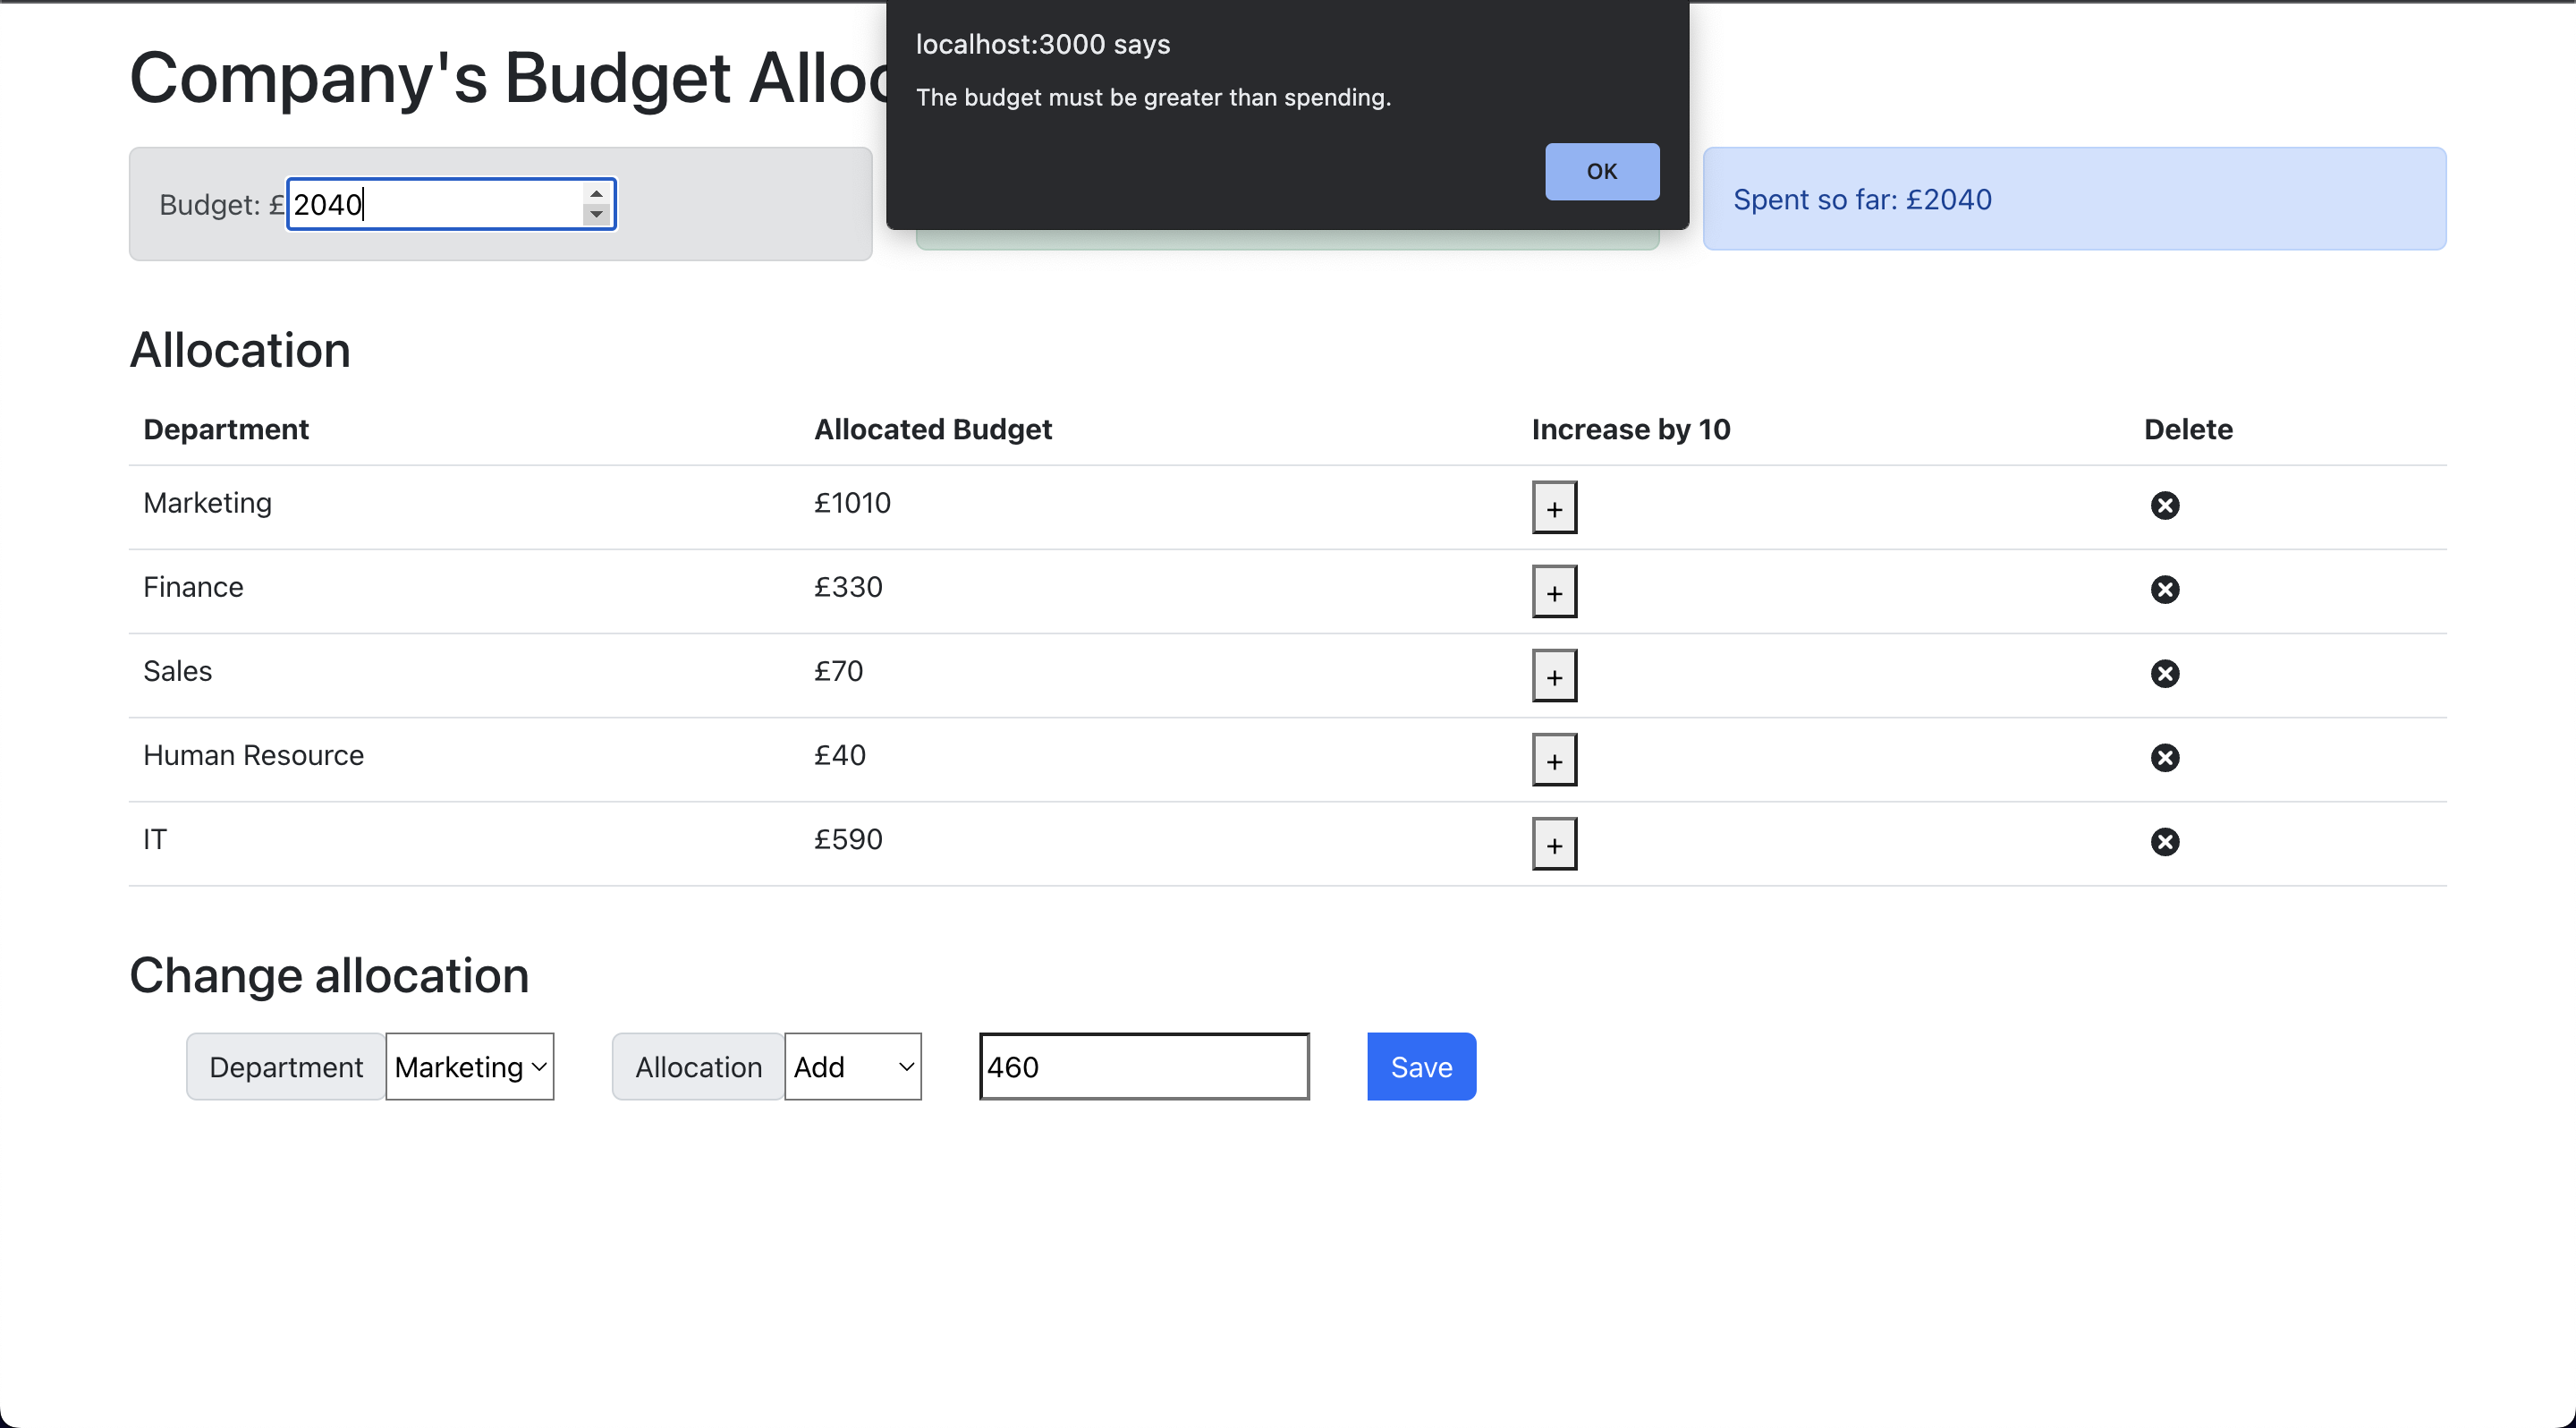 localhost:3000 says
The budget must be greater than spending.
OK
Company's Budget
Budget: £ 2040
Spent so far: £2040
Allocation
Department Allocated Budget Increase by 10 Delete
Marketing £1010 +
Finance £330 +
Sales £70 +
Human Resource £40 +
IT £590 +
Change allocation
Department Marketing Allocation Add 460 Save